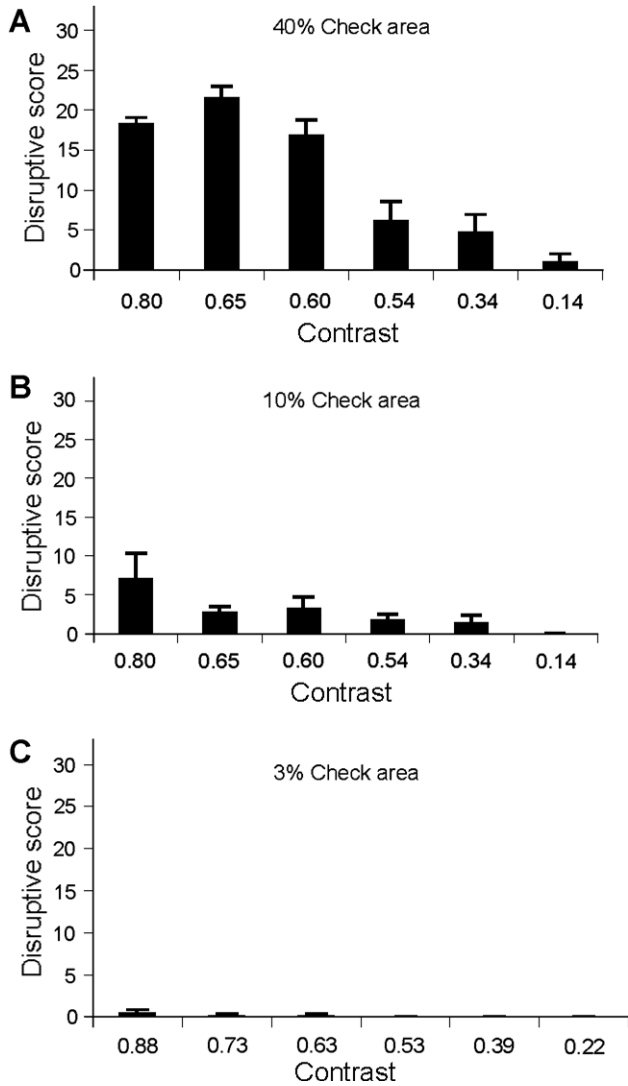 A
40% Check area
Disruptive score
30
25
20
15
10
5
0
0.80 0.65 0.60 0.54 0.34 0.14
Contrast
B
10% Check area
Disruptive score
30
25
20
15
10
5
0
0.80 0.65 0.60 0.54 0.34 0.14
Contrast
C
3% Check area
Disruptive score
30
25
20
15
10
5
0
0.88 0.73 0.63 0.53 0.39 0.22
Contrast